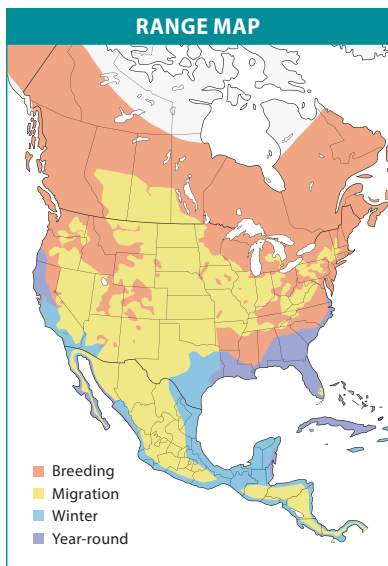 RANGE MAP
Breeding
Migration
Winter
Year-round